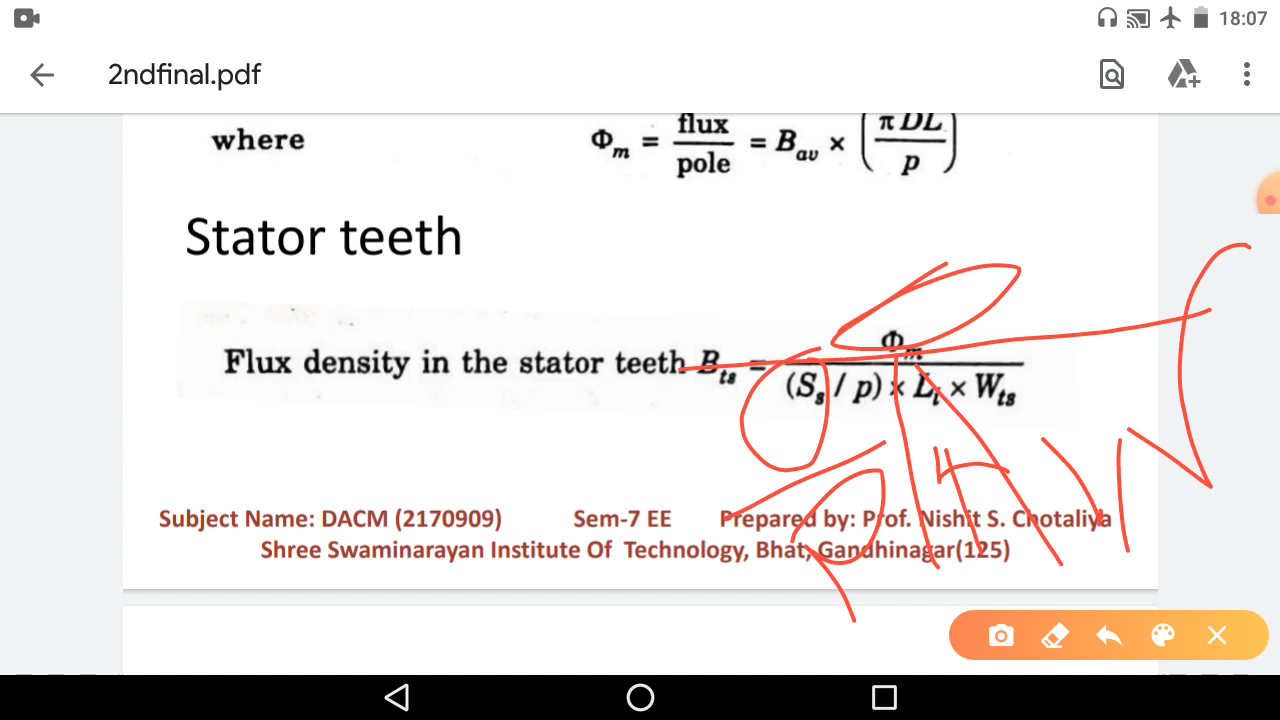 18:07
2ndfinal.pdf
where Φm = flux / pole = Bav × ( π DL / p )
Stator teeth
Flux density in the stator teeth Bts = Φm / (Ss / p) × Li × Wts
Subject Name: DACM (2170909) Sem-7 EE Prepared by: Prof. Nishit S. Chotaliya
Shree Swaminarayan Institute Of Technology, Bhat, Gandhinagar(125)